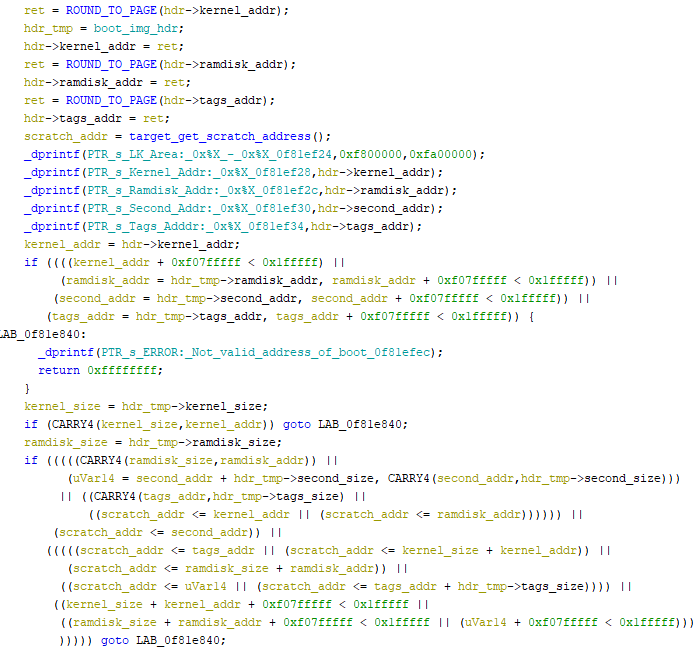 ret = ROUND_TO_PAGE(hdr->kernel_addr);
hdr_tmp = boot_img_hdr;
hdr->kernel_addr = ret;
ret = ROUND_TO_PAGE(hdr->ramdisk_addr);
hdr->ramdisk_addr = ret;
ret = ROUND_TO_PAGE(hdr->tags_addr);
hdr->tags_addr = ret;
scratch_addr = target_get_scratch_address();
_dprintf(PTR_s_LK_Area:_0x%X_-_0x%X_0f81ef24,0xf800000,0xfa00000);
_dprintf(PTR_s_Kernel_Addr:_0x%X_0f81ef28,hdr->kernel_addr);
_dprintf(PTR_s_Ramdisk_Addr:_0x%X_0f81ef2c,hdr->ramdisk_addr);
_dprintf(PTR_s_Second_Addr:_0x%X_0f81ef30,hdr->second_addr);
_dprintf(PTR_s_Tags_Adddr:_0x%X_0f81ef34,hdr->tags_addr);
kernel_addr = hdr->kernel_addr;
if ((((kernel_addr + 0xf07fffff < 0x1fffff) ||
(ramdisk_addr = hdr_tmp->ramdisk_addr, ramdisk_addr + 0xf07fffff < 0x1fffff)) ||
(second_addr = hdr_tmp->second_addr, second_addr + 0xf07fffff < 0x1fffff)) ||
(tags_addr = hdr_tmp->tags_addr, tags_addr + 0xf07fffff < 0x1fffff)) {
LAB_0f81e840:
_dprintf(PTR_s_ERROR:_Not_valid_address_of_boot_0f81efec);
return 0xffffffff;
}
kernel_size = hdr_tmp->kernel_size;
if (CARRY4(kernel_size,kernel_addr)) goto LAB_0f81e840;
ramdisk_size = hdr_tmp->ramdisk_size;
if (((((CARRY4(ramdisk_size,ramdisk_addr)) ||
(uVar14 = second_addr + hdr_tmp->second_size, CARRY4(second_addr,hdr_tmp->second_size)))
|| ((CARRY4(tags_addr,hdr_tmp->tags_size) ||
((scratch_addr <= kernel_addr || (scratch_addr <= ramdisk_addr)))))) ||
(scratch_addr <= second_addr)) ||
(((((scratch_addr <= tags_addr || (scratch_addr <= kernel_size + kernel_addr)) ||
(scratch_addr <= ramdisk_size + ramdisk_addr)) ||
((scratch_addr <= uVar14 || (scratch_addr <= tags_addr + hdr_tmp->tags_size)))) ||
((kernel_size + kernel_addr + 0xf07fffff < 0x1fffff ||
((ramdisk_size + ramdisk_addr + 0xf07fffff < 0x1fffff || (uVar14 + 0xf07fffff < 0x1fffff)))
))))) goto LAB_0f81e840;